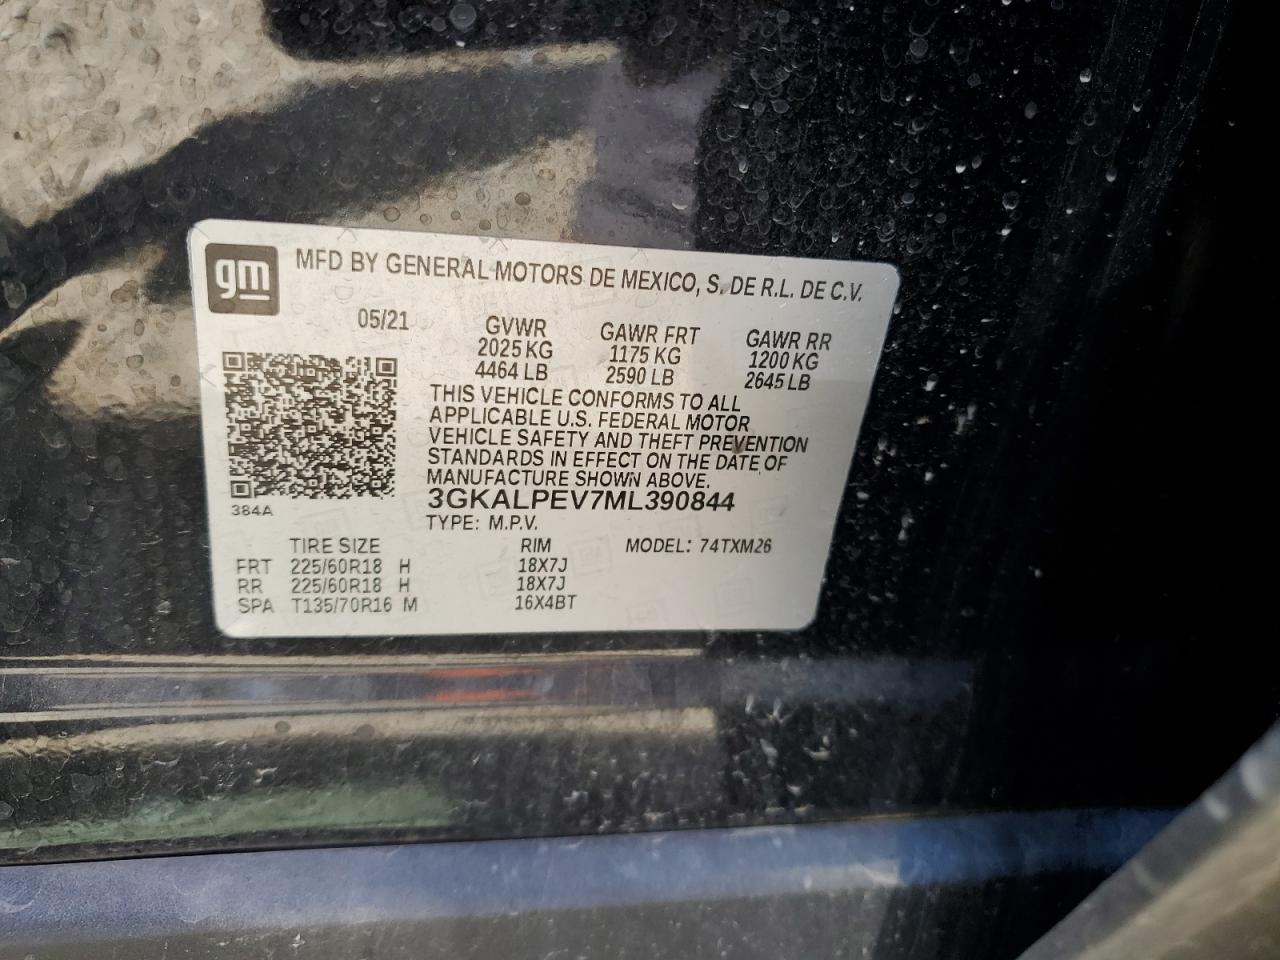 gm
MFD BY GENERAL MOTORS DE MEXICO, S. DE R.L. DE C.V.
05/21 GVWR GAWR FRT GAWR RR
2025 KG 1175 KG 1200 KG
4464 LB 2590 LB 2645 LB
THIS VEHICLE CONFORMS TO ALL
APPLICABLE U.S. FEDERAL MOTOR
VEHICLE SAFETY AND THEFT PREVENTION
STANDARDS IN EFFECT ON THE DATE OF
MANUFACTURE SHOWN ABOVE.
3GKALPEV7ML390844
384A
TYPE: M.P.V.
TIRE SIZE RIM MODEL: 74TXM26
FRT 225/60R18 H 18X7J
RR 225/60R18 H 18X7J
SPA T135/70R16 M 16X4BT